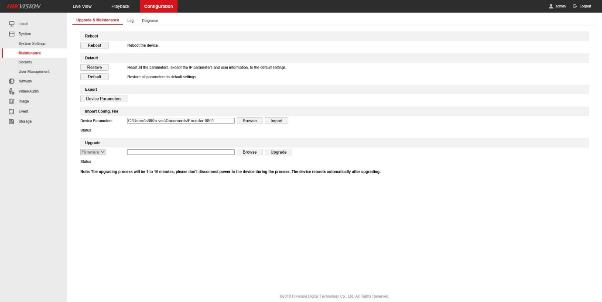 HIKVISION
Live View Playback Configuration admin Logout
Local
System
System Settings
Maintenance
Security
User Management
Network
Video/Audio
Image
Event
Storage
Upgrade & Maintenance Log Diagnose
Reboot
Reboot Reboot the device.
Default
Restore Reset all the parameters, except the IP parameters and user information, to the default settings.
Default Restore all parameters to default settings.
Export
Device Parameters
Import Config. File
Device Parameters Browse Import
Status
Upgrade
Firmware Browse Upgrade
Status
Note: The upgrading process will be 1 to 10 minutes, please don't disconnect power to the device during the process. The device reboots automatically after upgrading.
Hikvision Digital Technology Co., Ltd. All Rights Reserved.